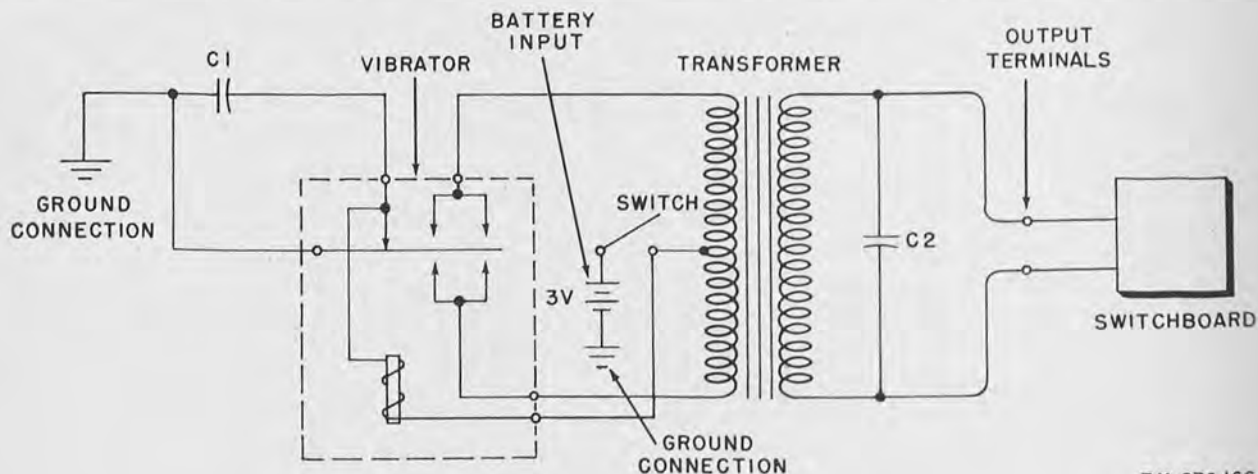 BATTERY
INPUT
C1
VIBRATOR
TRANSFORMER
OUTPUT
TERMINALS
GROUND
CONNECTION
SWITCH
3V
C2
SWITCHBOARD
GROUND
CONNECTION